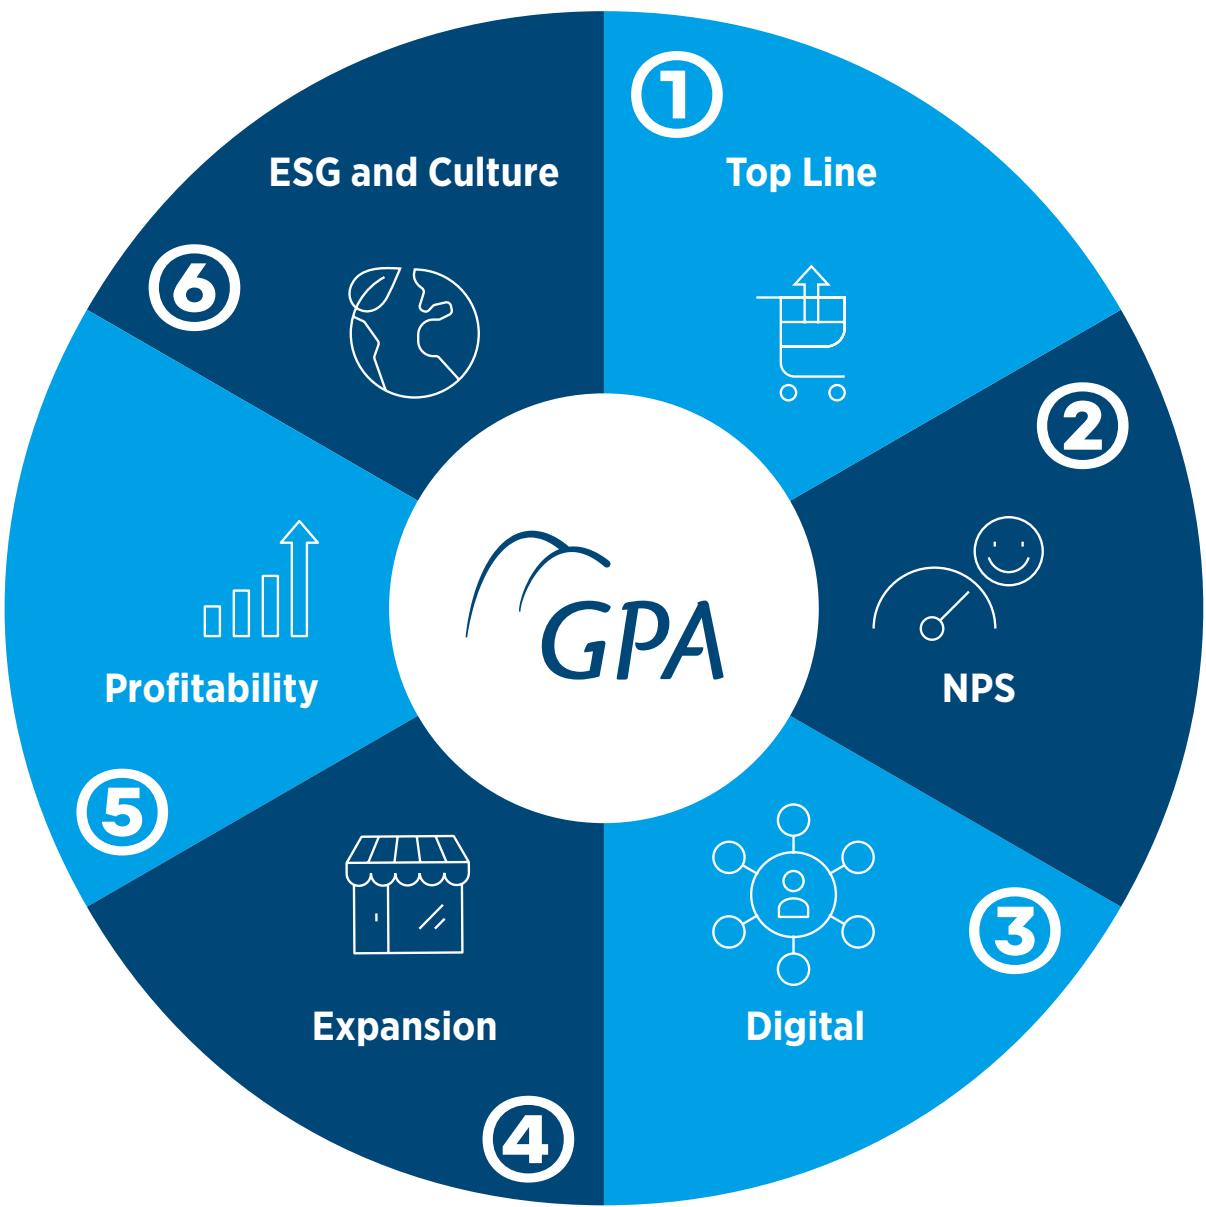 1
Top Line
2
NPS
3
Digital
4
Expansion
5
Profitability
6
ESG and Culture
GPA